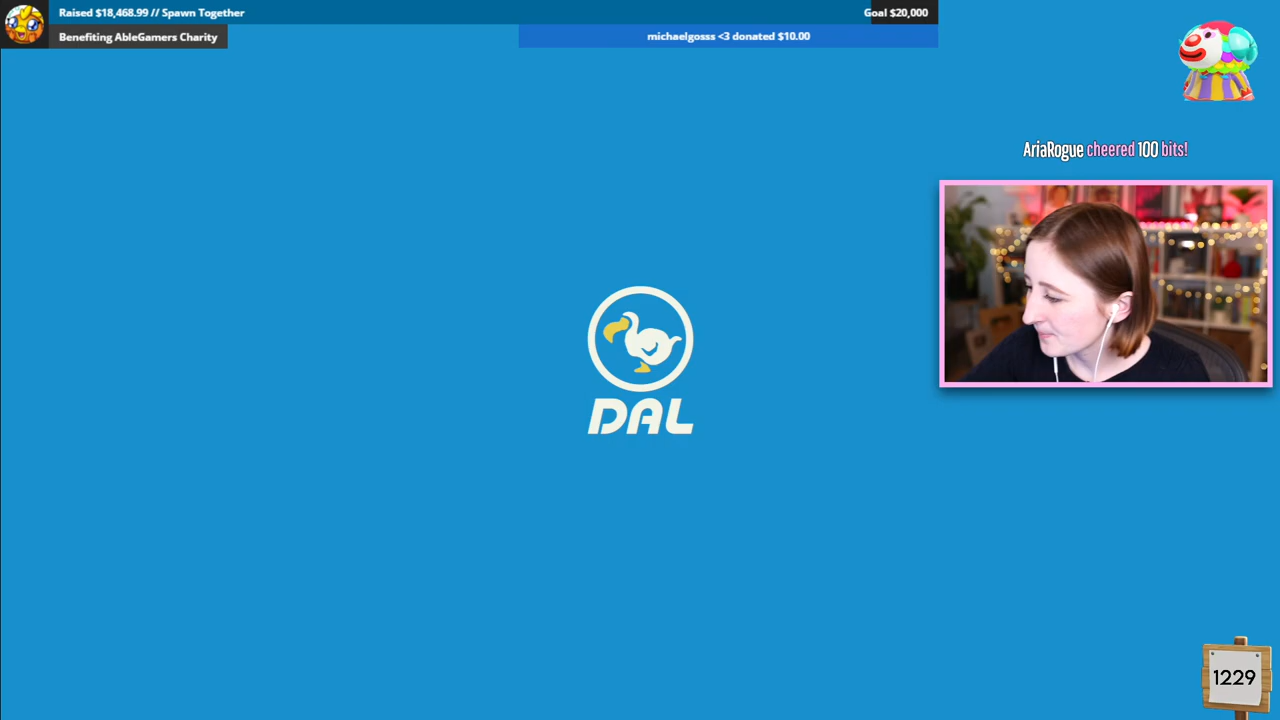 Raised $18,468.99 // Spawn Together
Goal $20,000
Benefiting AbleGamers Charity
michaelgosss <3 donated $10.00
AriaRogue cheered 100 bits!
DAL
1229